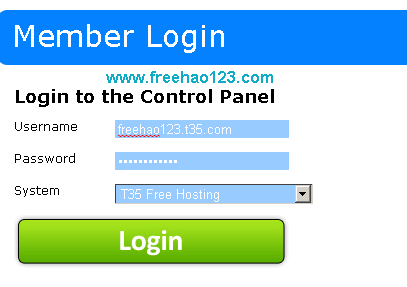 Member Login
www.freehao123.com
Login to the Control Panel
Username freehao123.t35.com
Password ••••••••••••
System T35 Free Hosting
Login